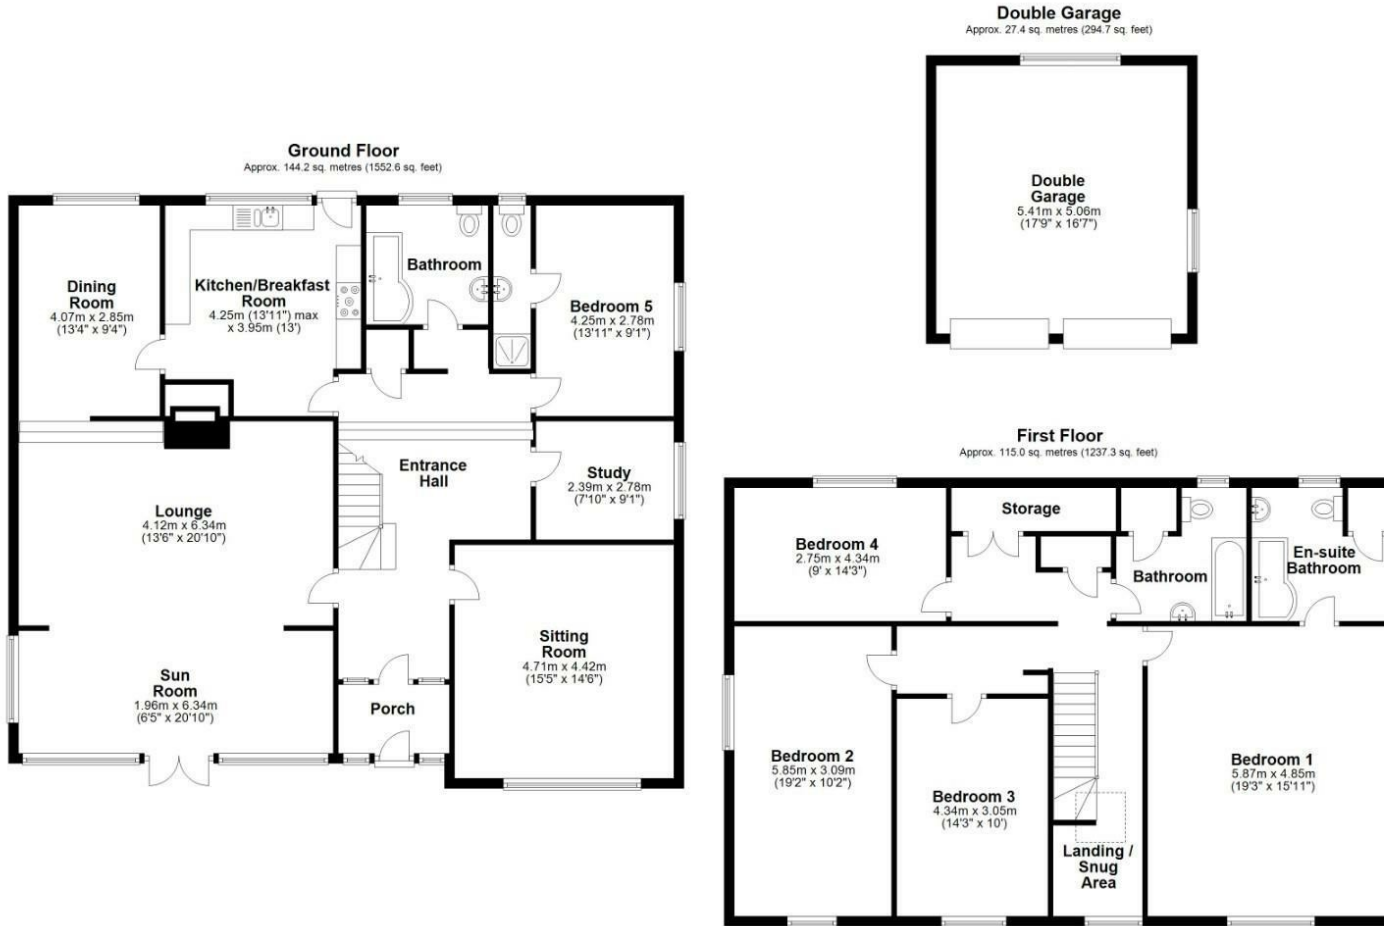 Double Garage
Approx. 27.4 sq. metres (294.7 sq. feet)
Double
Garage
5.41m x 5.06m
(17'9" x 16'7")
Ground Floor
Approx. 144.2 sq. metres (1552.6 sq. feet)
Dining
Room
4.07m x 2.85m
(13'4" x 9'4")
Kitchen/Breakfast
Room
4.25m (13'11") max
x 3.95m (13')
Bathroom
Bedroom 5
4.25m x 2.78m
(13'11" x 9'1")
Entrance
Hall
Study
2.39m x 2.78m
(7'10" x 9'1")
Lounge
4.12m x 6.34m
(13'6" x 20'10")
Sitting
Room
4.71m x 4.42m
(15'5" x 14'6")
Sun
Room
1.96m x 6.34m
(6'5" x 20'10")
Porch
First Floor
Approx. 115.0 sq. metres (1237.3 sq. feet)
Storage
Bedroom 4
2.75m x 4.34m
(9' x 14'3")
Bathroom
En-suite
Bathroom
Bedroom 2
5.85m x 3.09m
(19'2" x 10'2")
Bedroom 3
4.34m x 3.05m
(14'3" x 10')
Bedroom 1
5.87m x 4.85m
(19'3" x 15'11")
Landing /
Snug
Area